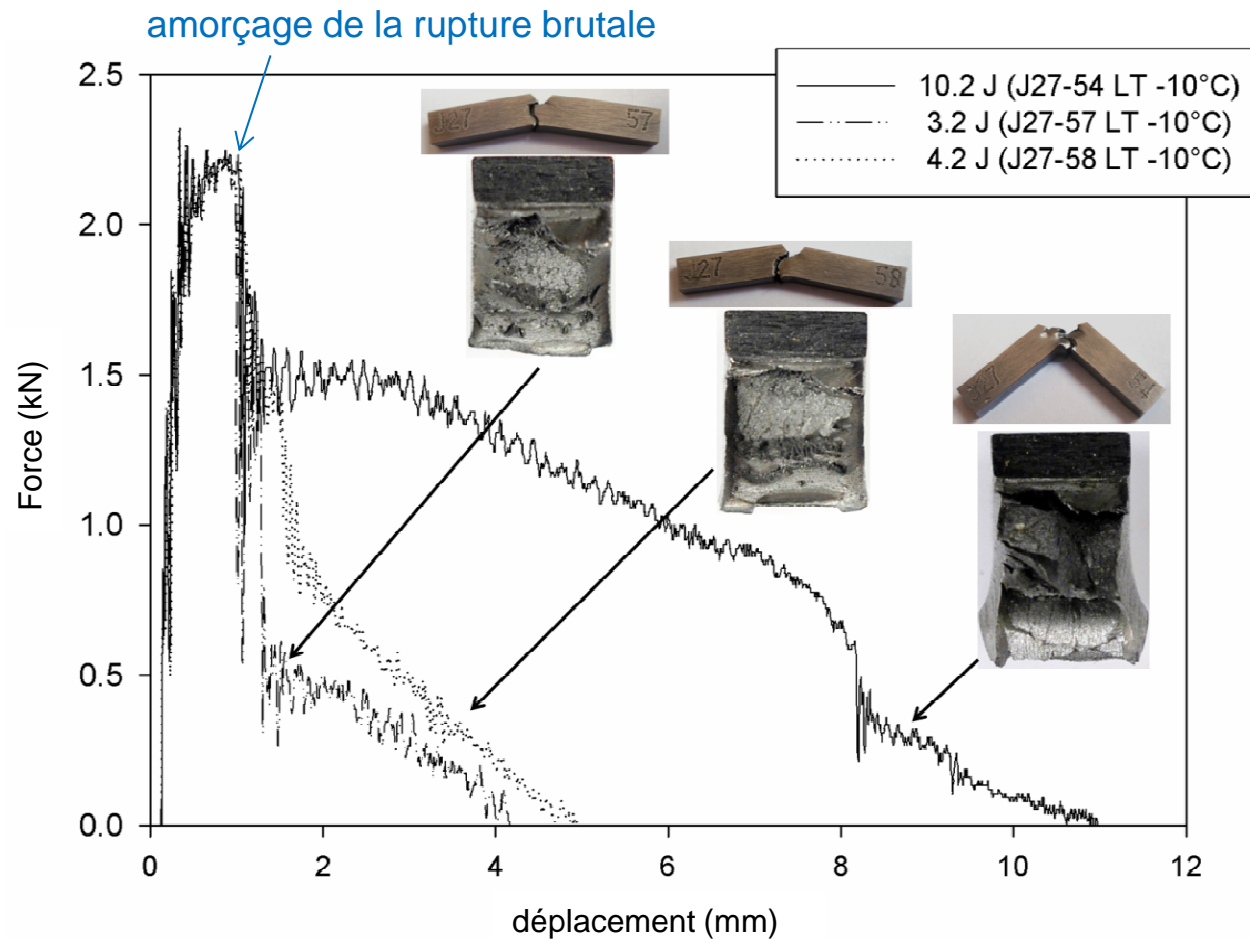 amorçage de la rupture brutale
2.5
2.0
1.5
1.0
0.5
0.0
Force (kN)
10.2 J (J27-54 LT -10°C)
3.2 J (J27-57 LT -10°C)
4.2 J (J27-58 LT -10°C)
J27 57
J27 58
J27
0 2 4 6 8 10 12
déplacement (mm)